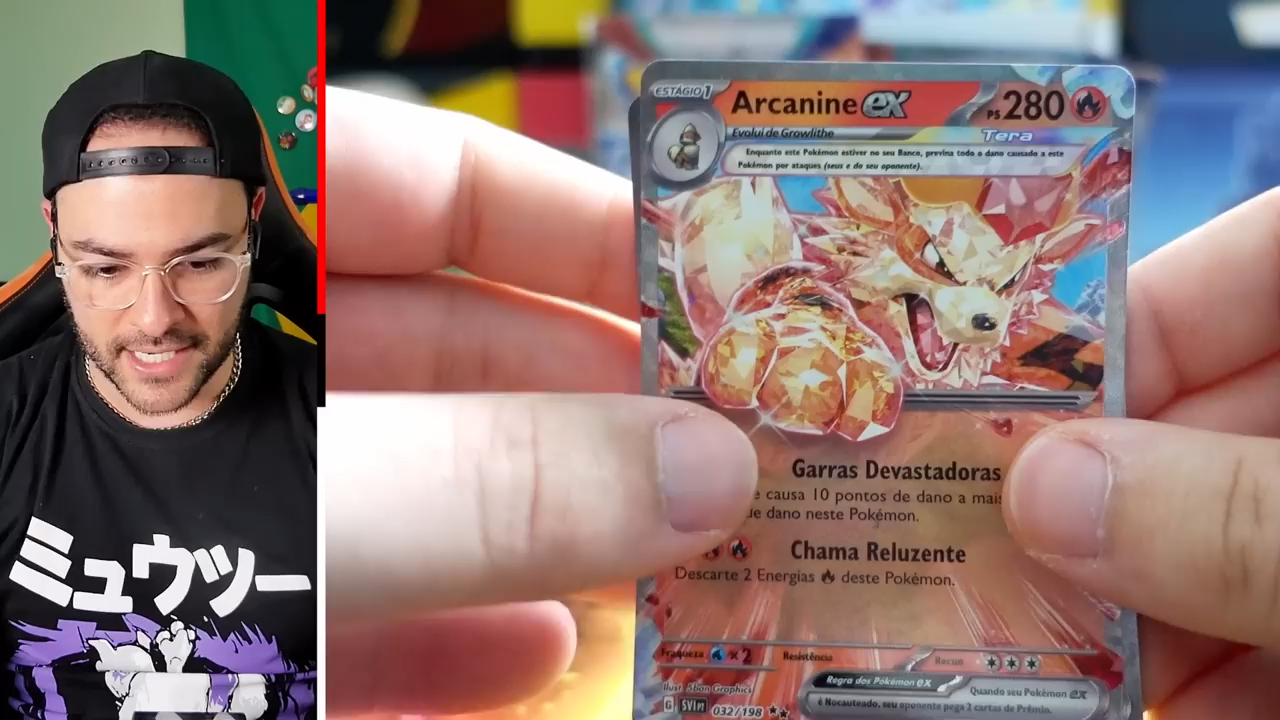 ミュウツー
ESTÁGIO 1
Arcanine ex
PS 280
Evolui de Growlithe
Tera
Enquanto este Pokémon estiver no seu Banco, previna todo o dano causado a este
Pokémon por ataques (seus e do seu oponente).
Garras Devastadoras
causa 10 pontos de dano a mais
de dano neste Pokémon.
Chama Reluzente
Descarte 2 Energias deste Pokémon.
Fraqueza x2 Resistência Recuo
Regra dos Pokémon ex
Quando seu Pokémon ex
é Nocauteado, seu oponente pega 2 cartas de Prêmio.
Ilust. 5ban Graphics
G SVI PT 032/198